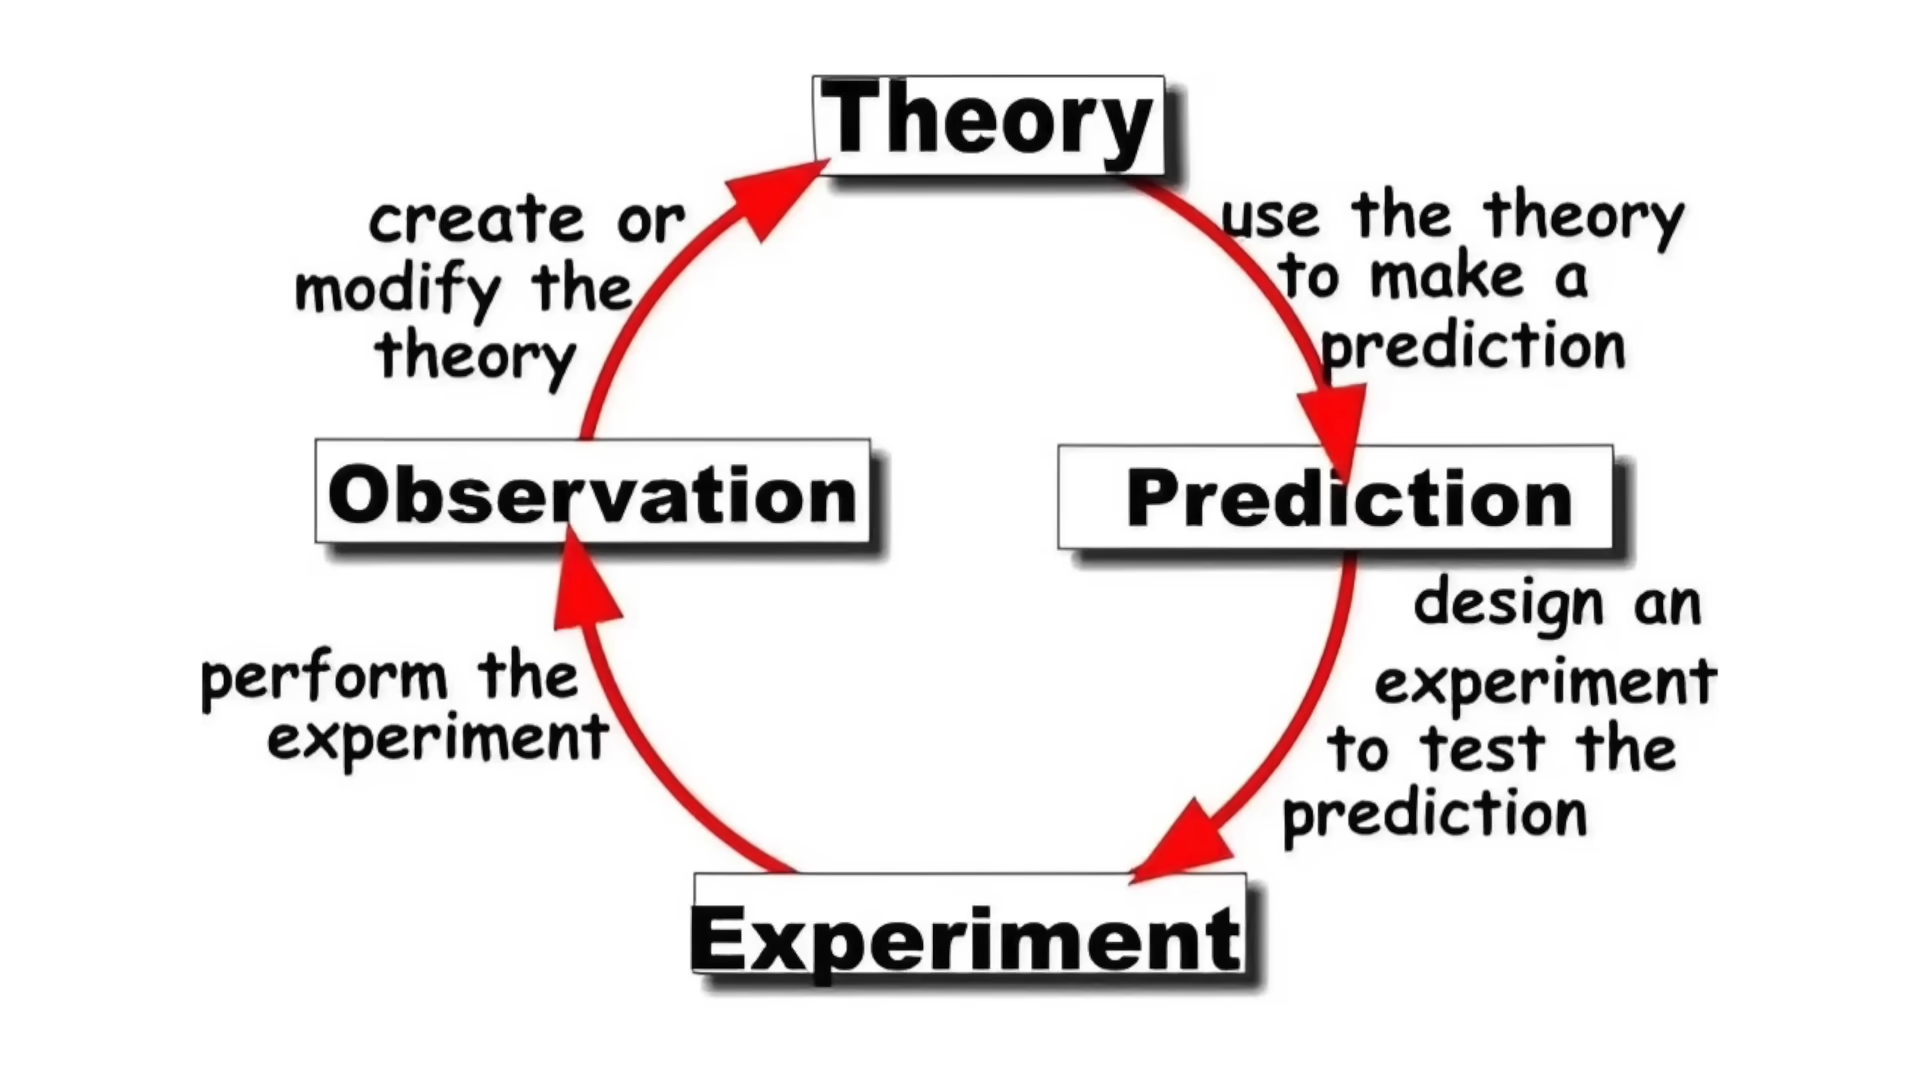 Theory
create or
modify the
theory
use the theory
to make a
prediction
Observation
Prediction
perform the
experiment
design an
experiment
to test the
prediction
Experiment